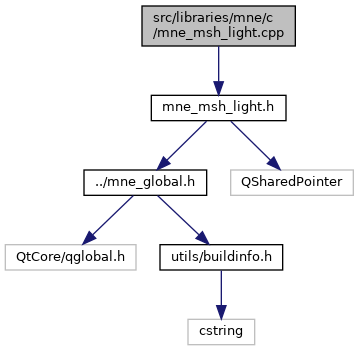 src/libraries/mne/c
/mne_msh_light.cpp
mne_msh_light.h
../mne_global.h
QSharedPointer
QtCore/qglobal.h
utils/buildinfo.h
cstring